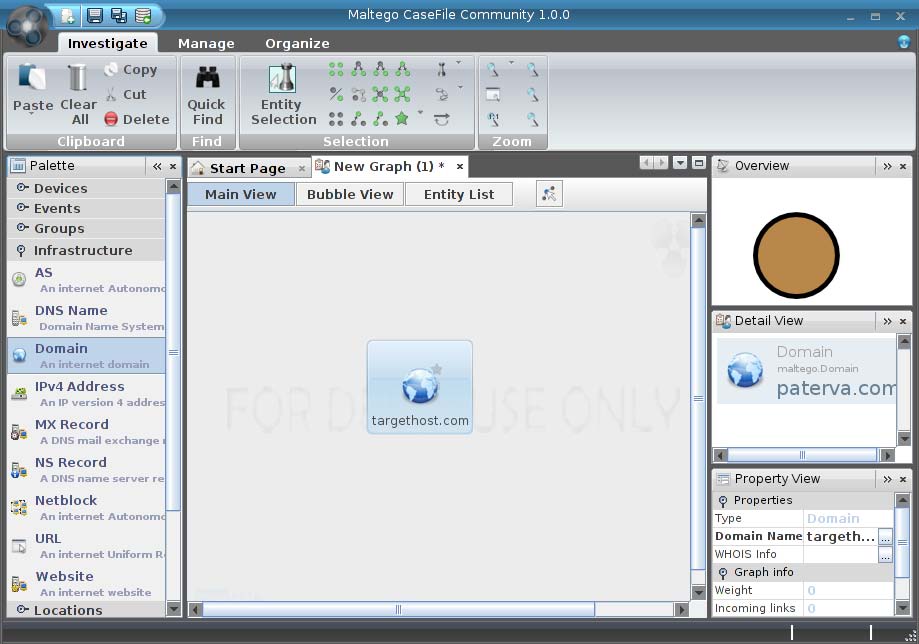 Maltego CaseFile Community 1.0.0
Investigate Manage Organize
Paste
Clear All
Copy
Cut
Delete
Clipboard
Quick Find
Find
Entity Selection
Selection
Zoom
Palette
Devices
Events
Groups
Infrastructure
AS
An internet Autonomo
DNS Name
Domain Name System
Domain
An internet domain
IPv4 Address
An IP version 4 addres
MX Record
A DNS mail exchange
NS Record
A DNS name server re
Netblock
An internet Autonomo
URL
An internet Uniform R
Website
An internet website
Locations
Start Page
New Graph (1) *
Main View Bubble View Entity List
targethost.com
FOR D USE ONLY
Overview
Detail View
Domain
maltego.Domain
paterva.com
Property View
Properties
Type Domain
Domain Name targeth... ...
WHOIS Info ...
Graph info
Weight 0
Incoming links 0